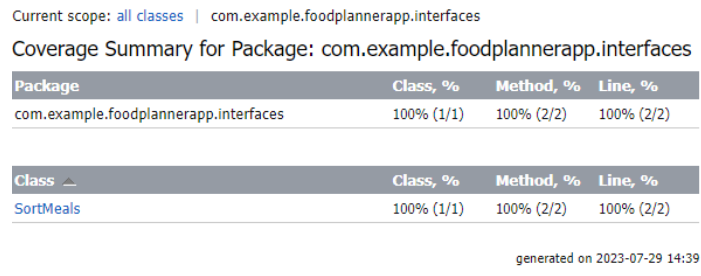 Current scope: all classes | com.example.foodplannerapp.interfaces
Coverage Summary for Package: com.example.foodplannerapp.interfaces
Package Class, % Method, % Line, %
com.example.foodplannerapp.interfaces 100% (1/1) 100% (2/2) 100% (2/2)
Class Class, % Method, % Line, %
SortMeals 100% (1/1) 100% (2/2) 100% (2/2)
generated on 2023-07-29 14:39